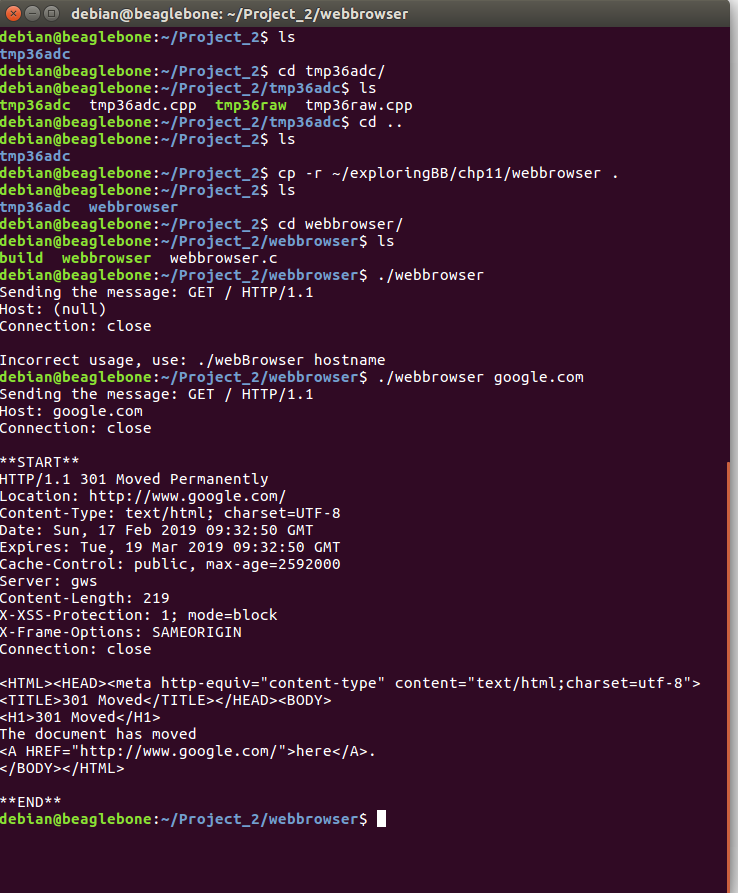 debian@beaglebone: ~/Project_2/webbrowser
debian@beaglebone:~/Project_2$ ls
tmp36adc
debian@beaglebone:~/Project_2$ cd tmp36adc/
debian@beaglebone:~/Project_2/tmp36adc$ ls
tmp36adc  tmp36adc.cpp  tmp36raw  tmp36raw.cpp
debian@beaglebone:~/Project_2/tmp36adc$ cd ..
debian@beaglebone:~/Project_2$ ls
tmp36adc
debian@beaglebone:~/Project_2$ cp -r ~/exploringBB/chp11/webbrowser .
debian@beaglebone:~/Project_2$ ls
tmp36adc  webbrowser
debian@beaglebone:~/Project_2$ cd webbrowser/
debian@beaglebone:~/Project_2/webbrowser$ ls
build  webbrowser  webbrowser.c
debian@beaglebone:~/Project_2/webbrowser$ ./webbrowser
Sending the message: GET / HTTP/1.1
Host: (null)
Connection: close

Incorrect usage, use: ./webBrowser hostname
debian@beaglebone:~/Project_2/webbrowser$ ./webbrowser google.com
Sending the message: GET / HTTP/1.1
Host: google.com
Connection: close

**START**
HTTP/1.1 301 Moved Permanently
Location: http://www.google.com/
Content-Type: text/html; charset=UTF-8
Date: Sun, 17 Feb 2019 09:32:50 GMT
Expires: Tue, 19 Mar 2019 09:32:50 GMT
Cache-Control: public, max-age=2592000
Server: gws
Content-Length: 219
X-XSS-Protection: 1; mode=block
X-Frame-Options: SAMEORIGIN
Connection: close

<HTML><HEAD><meta http-equiv="content-type" content="text/html;charset=utf-8">
<TITLE>301 Moved</TITLE></HEAD><BODY>
<H1>301 Moved</H1>
The document has moved
<A HREF="http://www.google.com/">here</A>.
</BODY></HTML>

**END**
debian@beaglebone:~/Project_2/webbrowser$